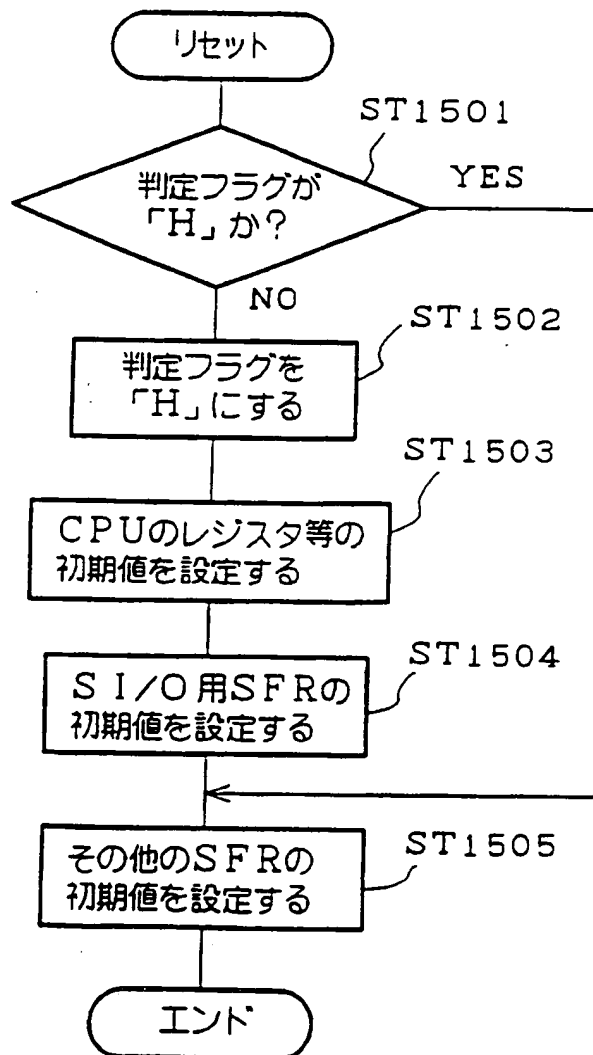 リセット
ST1501
判定フラグが
「H」か?
YES
NO
ST1502
判定フラグを
「H」にする
ST1503
CPUのレジスタ等の
初期値を設定する
ST1504
SI/O用SFRの
初期値を設定する
ST1505
その他のSFRの
初期値を設定する
エンド